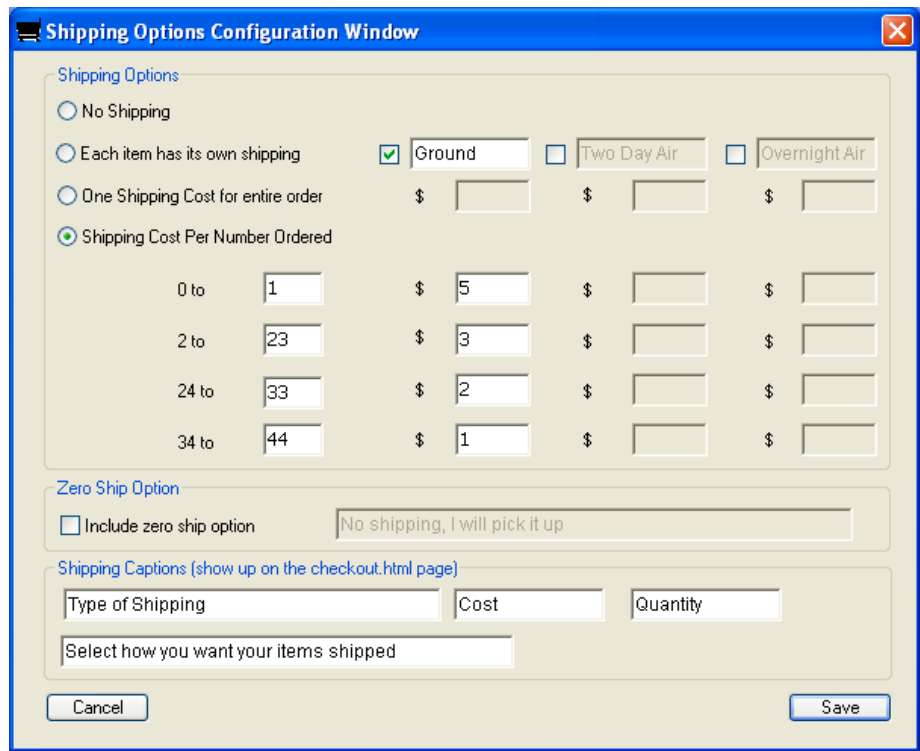 Shipping Options Configuration Window
Shipping Options
No Shipping
Each item has its own shipping Ground Two Day Air Overnight Air
One Shipping Cost for entire order $ $ $
Shipping Cost Per Number Ordered
0 to 1 $ 5 $ $
2 to 23 $ 3 $ $
24 to 33 $ 2 $ $
34 to 44 $ 1 $ $
Zero Ship Option
Include zero ship option No shipping, I will pick it up
Shipping Captions (show up on the checkout.html page)
Type of Shipping Cost Quantity
Select how you want your items shipped
Cancel Save